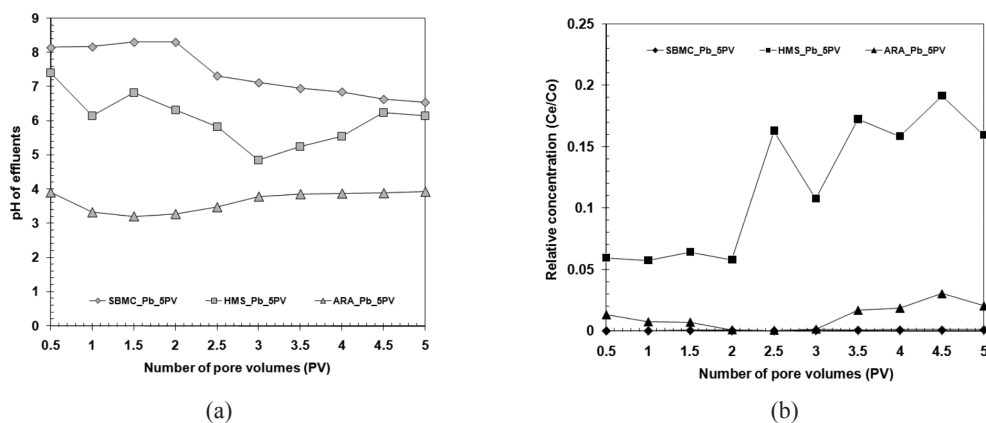 9
8
7
6
5
4
3
2
1
0
pH of effluents
SBMC_Pb_5PV HMS_Pb_5PV ARA_Pb_5PV
0.5 1 1.5 2 2.5 3 3.5 4 4.5 5
Number of pore volumes (PV)
(a)
0.25
0.2
0.15
0.1
0.05
0
Relative concentration (Ce/Co)
SBMC_Pb_5PV HMS_Pb_5PV ARA_Pb_5PV
0.5 1 1.5 2 2.5 3 3.5 4 4.5 5
Number of pore volumes (PV)
(b)